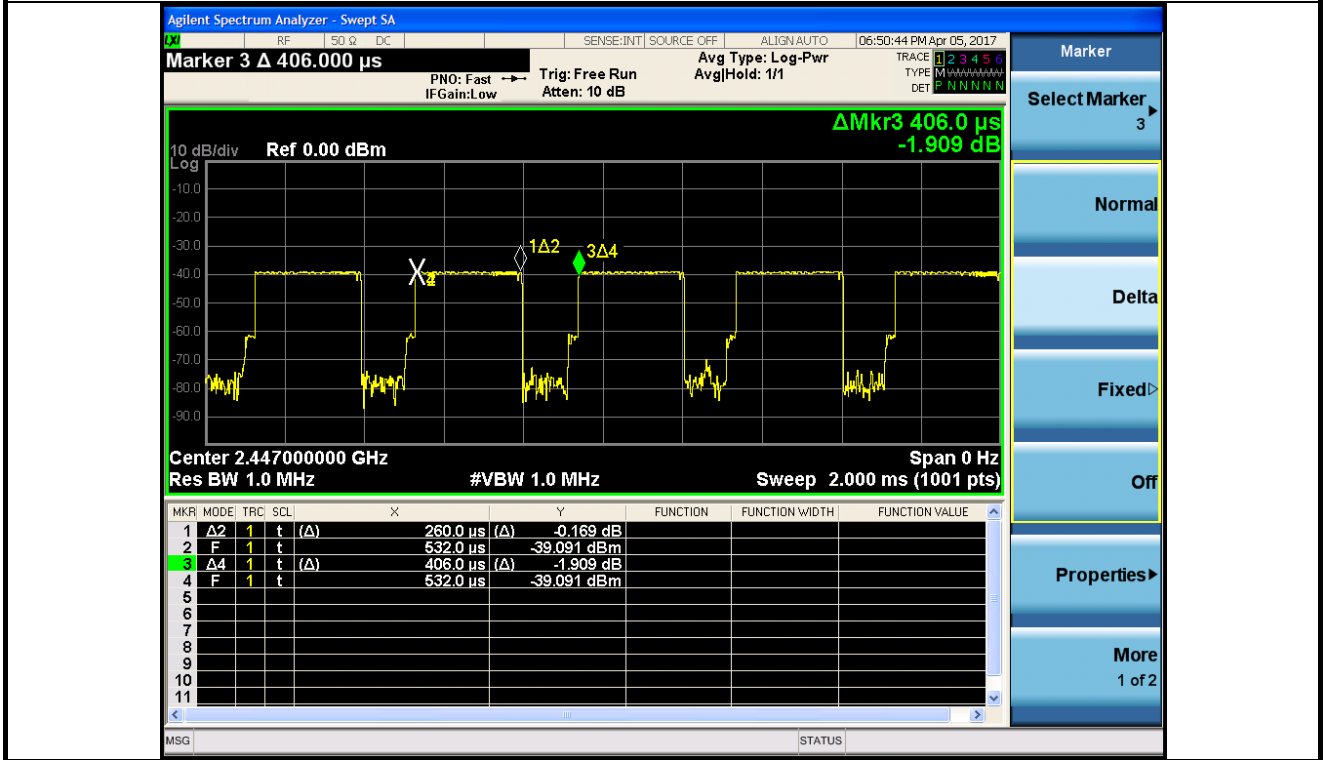 Agilent Spectrum Analyzer - Swept SA
LXI RF 50 Ω DC SENSE:INT SOURCE OFF ALIGN AUTO 06:50:44 PM Apr 05, 2017
Marker 3 Δ 406.000 µs
PNO: Fast IFGain:Low
Trig: Free Run
Atten: 10 dB
Avg Type: Log-Pwr
Avg|Hold: 1/1
TRACE 1 2 3 4 5 6
TYPE M
DET P N N N N N
ΔMkr3 406.0 µs
-1.909 dB
10 dB/div Ref 0.00 dBm
Log
-10.0
-20.0
-30.0
-40.0
-50.0
-60.0
-70.0
-80.0
-90.0
1Δ2
3Δ4
Center 2.447000000 GHz Span 0 Hz
Res BW 1.0 MHz #VBW 1.0 MHz Sweep 2.000 ms (1001 pts)
MKR MODE TRC SCL X Y FUNCTION FUNCTION WIDTH FUNCTION VALUE
1 Δ2 1 t (Δ) 260.0 µs (Δ) -0.169 dB
2 F 1 t 532.0 µs -39.091 dBm
3 Δ4 1 t (Δ) 406.0 µs (Δ) -1.909 dB
4 F 1 t 532.0 µs -39.091 dBm
5
6
7
8
9
10
11
MSG STATUS
Marker
Select Marker
3
Normal
Delta
Fixed
Off
Properties
More
1 of 2